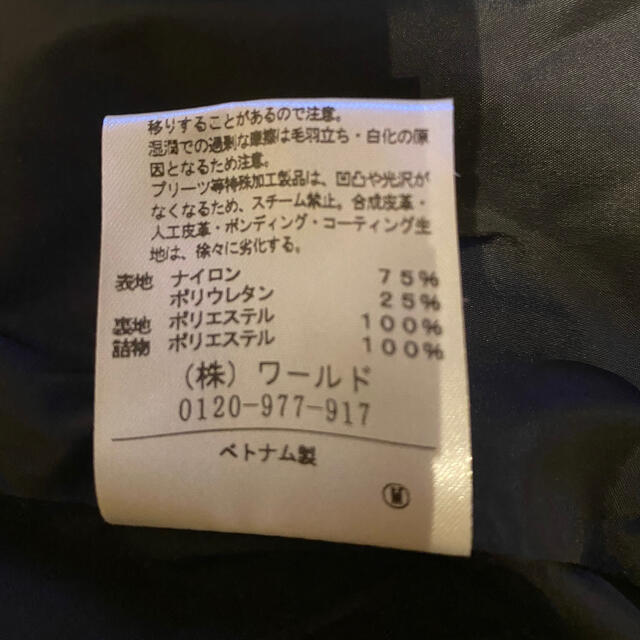 移りすることがあるので注意。
湿潤での過剰な摩擦は毛羽立ち・白化の原
因となるため注意。
プリーツ等特殊加工製品は、凹凸や光沢が
なくなるため、スチーム禁止。合成皮革・
人工皮革・ボンディング・コーティング生
地は、徐々に劣化する。
表地 ナイロン 75%
ポリウレタン 25%
裏地 ポリエステル 100%
詰物 ポリエステル 100%
(株)ワールド
0120-977-917
ベトナム製